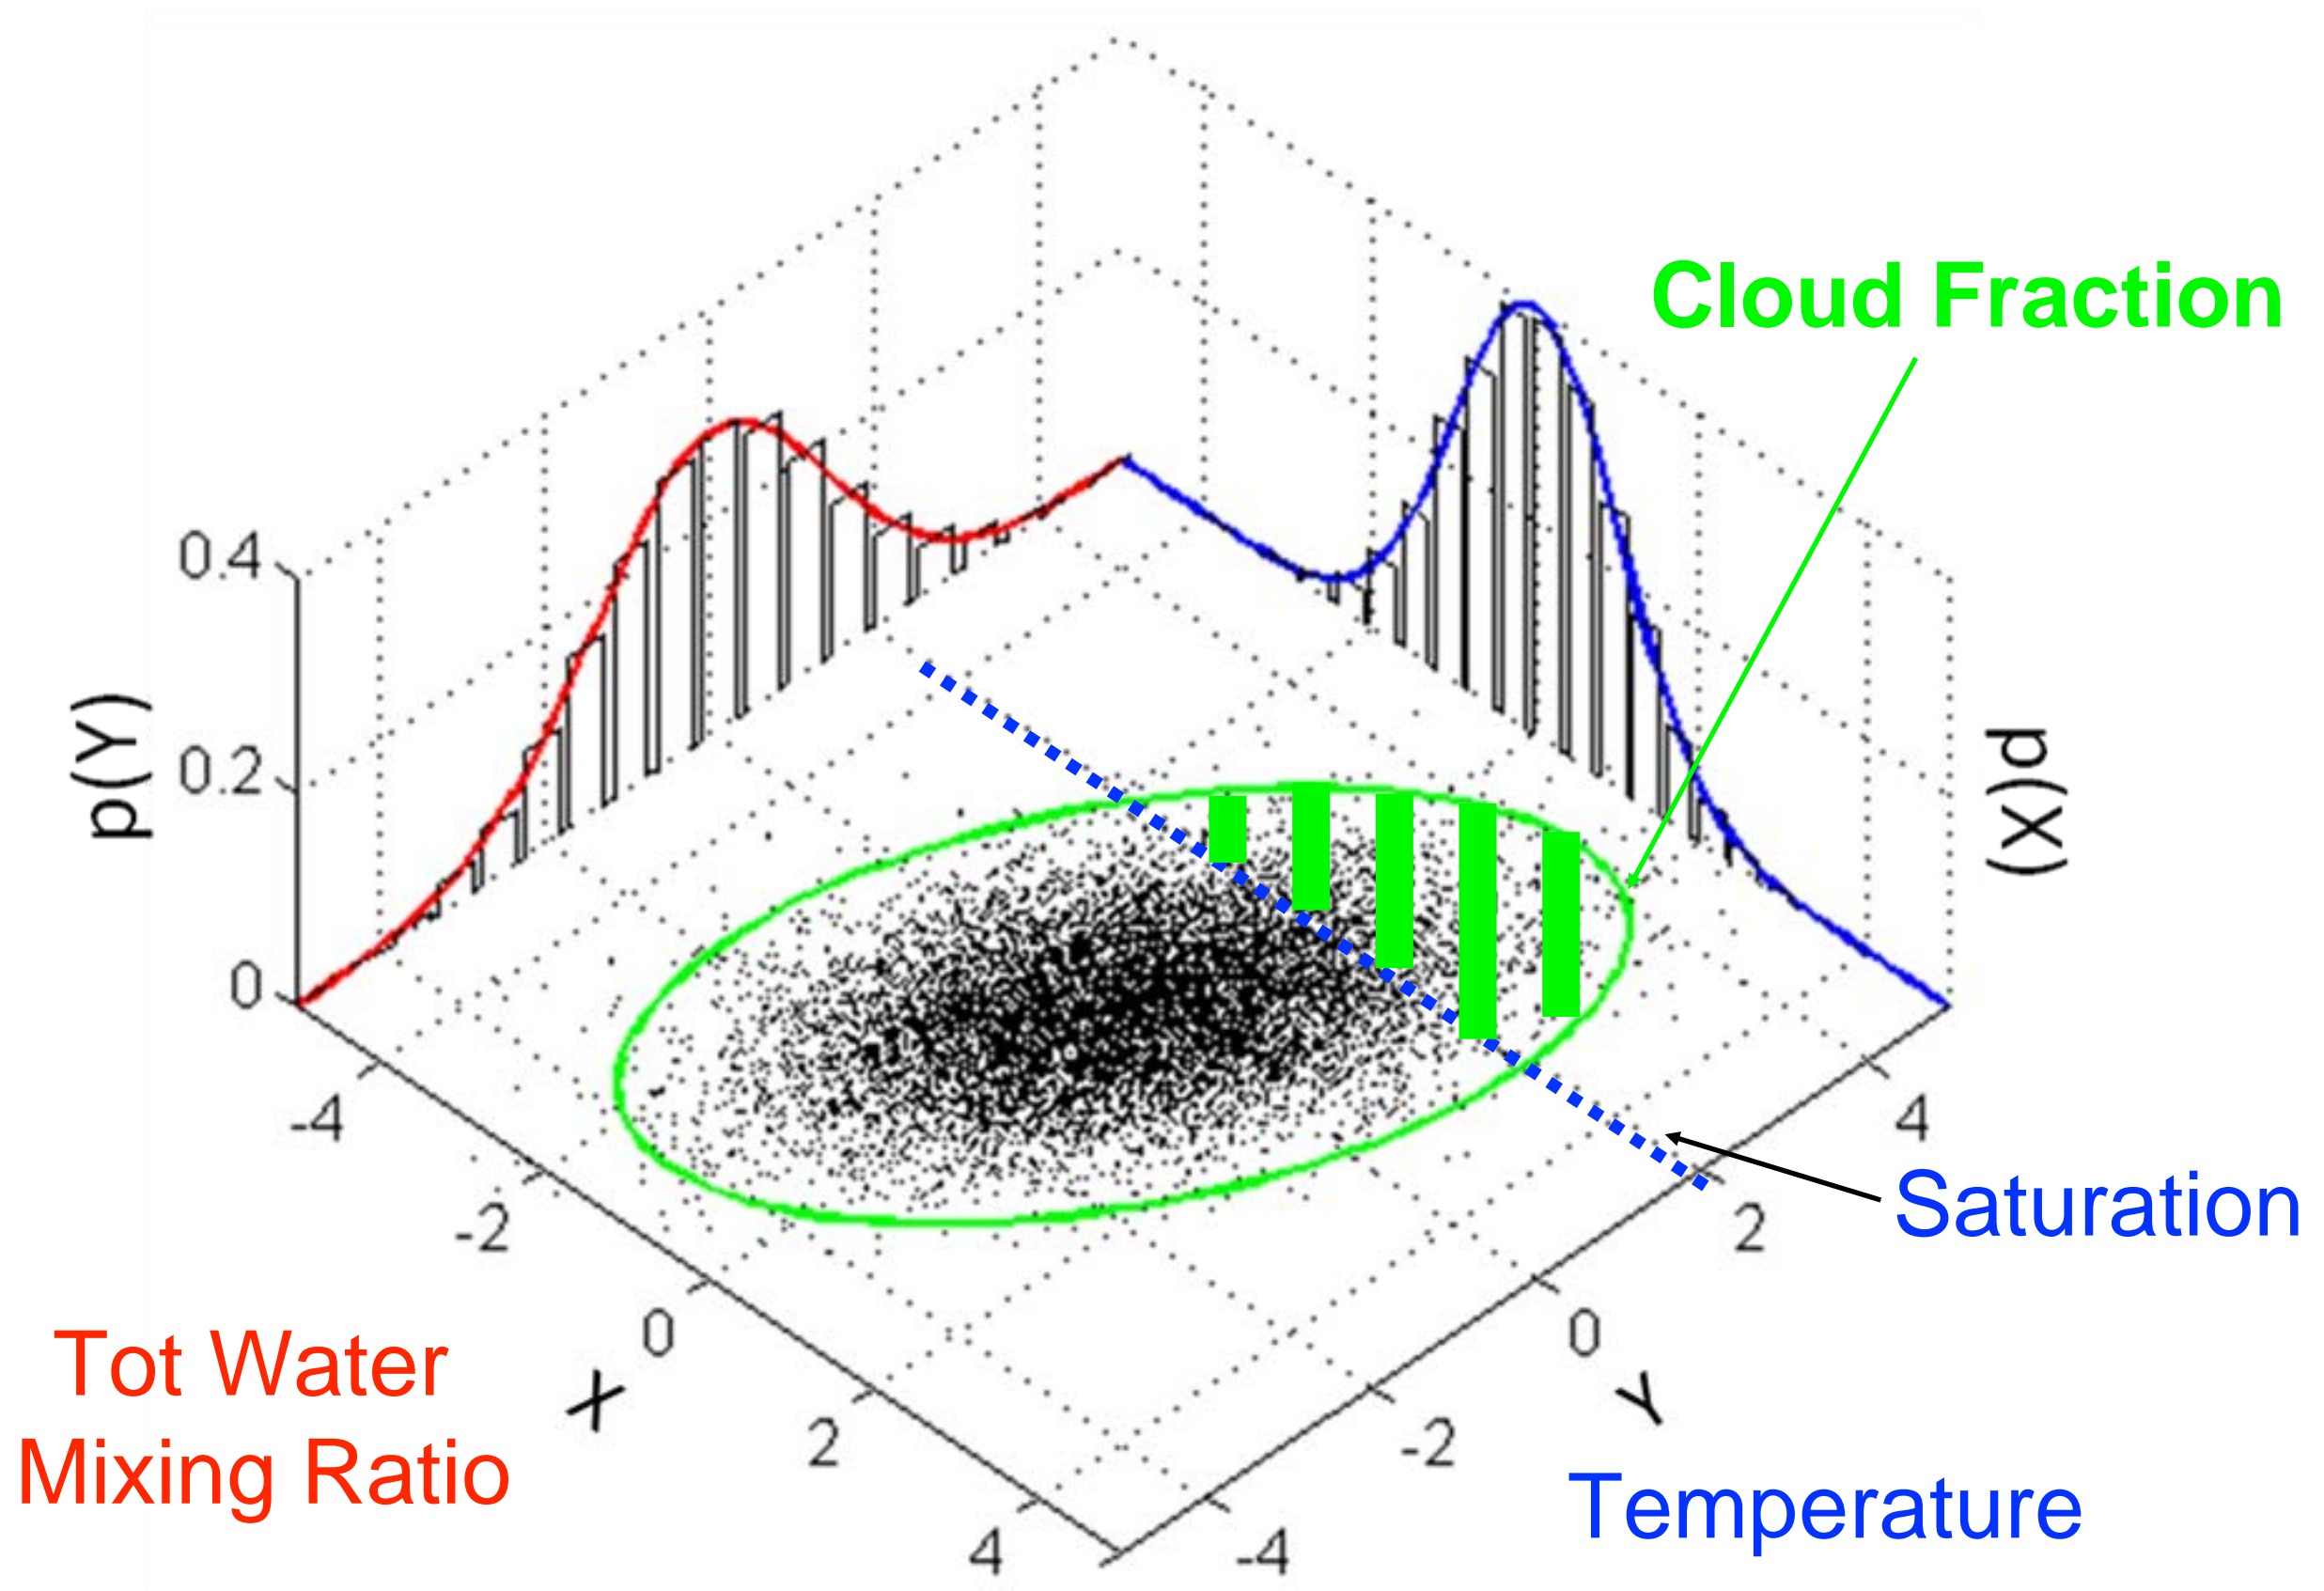 Cloud Fraction
0.4
0.2
0
p(Y)
p(X)
-4
-2
0
2
4
X
4
2
0
-2
-4
Y
Saturation
Tot Water
Mixing Ratio
Temperature